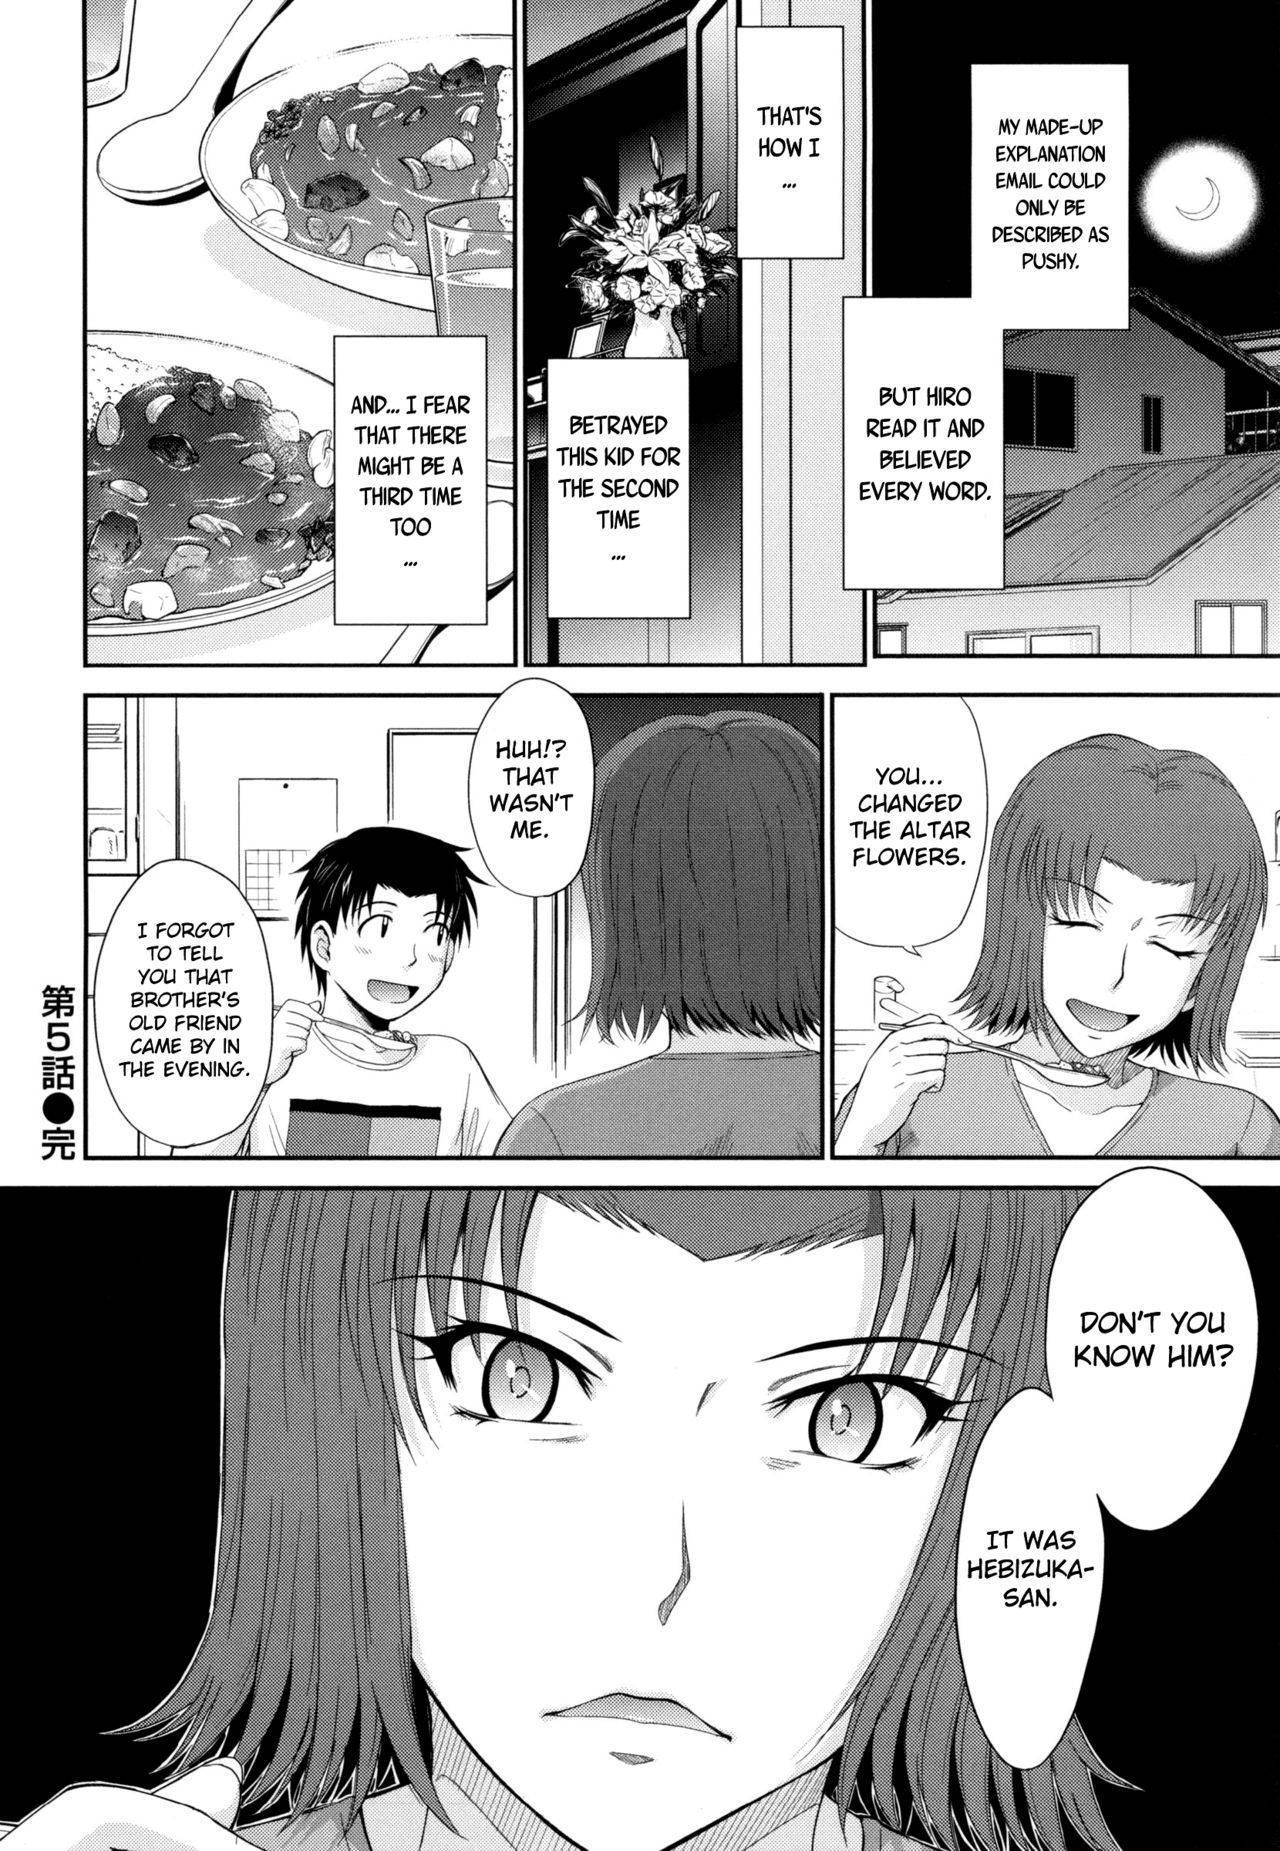 MY MADE-UP
EXPLANATION
EMAIL COULD
ONLY BE
DESCRIBED AS
PUSHY.
BUT HIRO
READ IT AND
BELIEVED
EVERY WORD.
THAT'S
HOW I
...
BETRAYED
THIS KID FOR
THE SECOND
TIME
...
AND... I FEAR
THAT THERE
MIGHT BE A
THIRD TIME
TOO
...
YOU...
CHANGED
THE ALTAR
FLOWERS.
HUH!?
THAT
WASN'T
ME.
I FORGOT
TO TELL
YOU THAT
BROTHER'S
OLD FRIEND
CAME BY IN
THE EVENING.
DON'T YOU
KNOW HIM?
IT WAS
HEBIZUKA-
SAN.
第5話●完